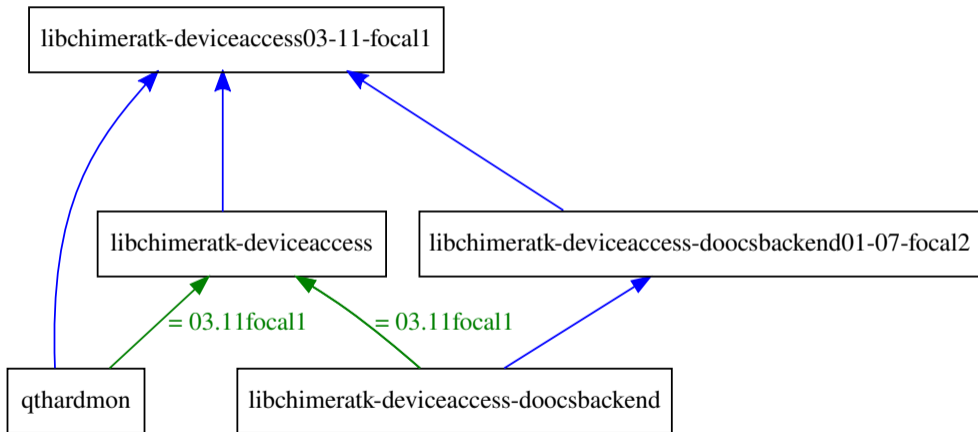 libchimeratk-deviceaccess03-11-focal1
libchimeratk-deviceaccess
libchimeratk-deviceaccess-doocsbackend01-07-focal2
= 03.11focal1
= 03.11focal1
qthardmon
libchimeratk-deviceaccess-doocsbackend